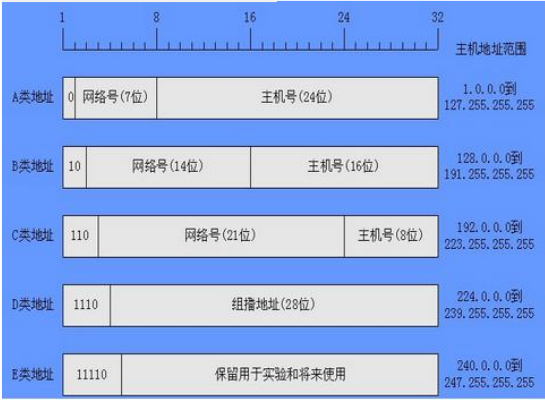 1 8 16 24 32
主机地址范围
A类地址 0 网络号(7位) 主机号(24位) 1.0.0.0到
127.255.255.255
B类地址 10 网络号(14位) 主机号(16位) 128.0.0.0到
191.255.255.255
C类地址 110 网络号(21位) 主机号(8位) 192.0.0.0到
223.255.255.255
D类地址 1110 组播地址(28位) 224.0.0.0到
239.255.255.255
E类地址 11110 保留用于实验和将来使用 240.0.0.0到
247.255.255.255